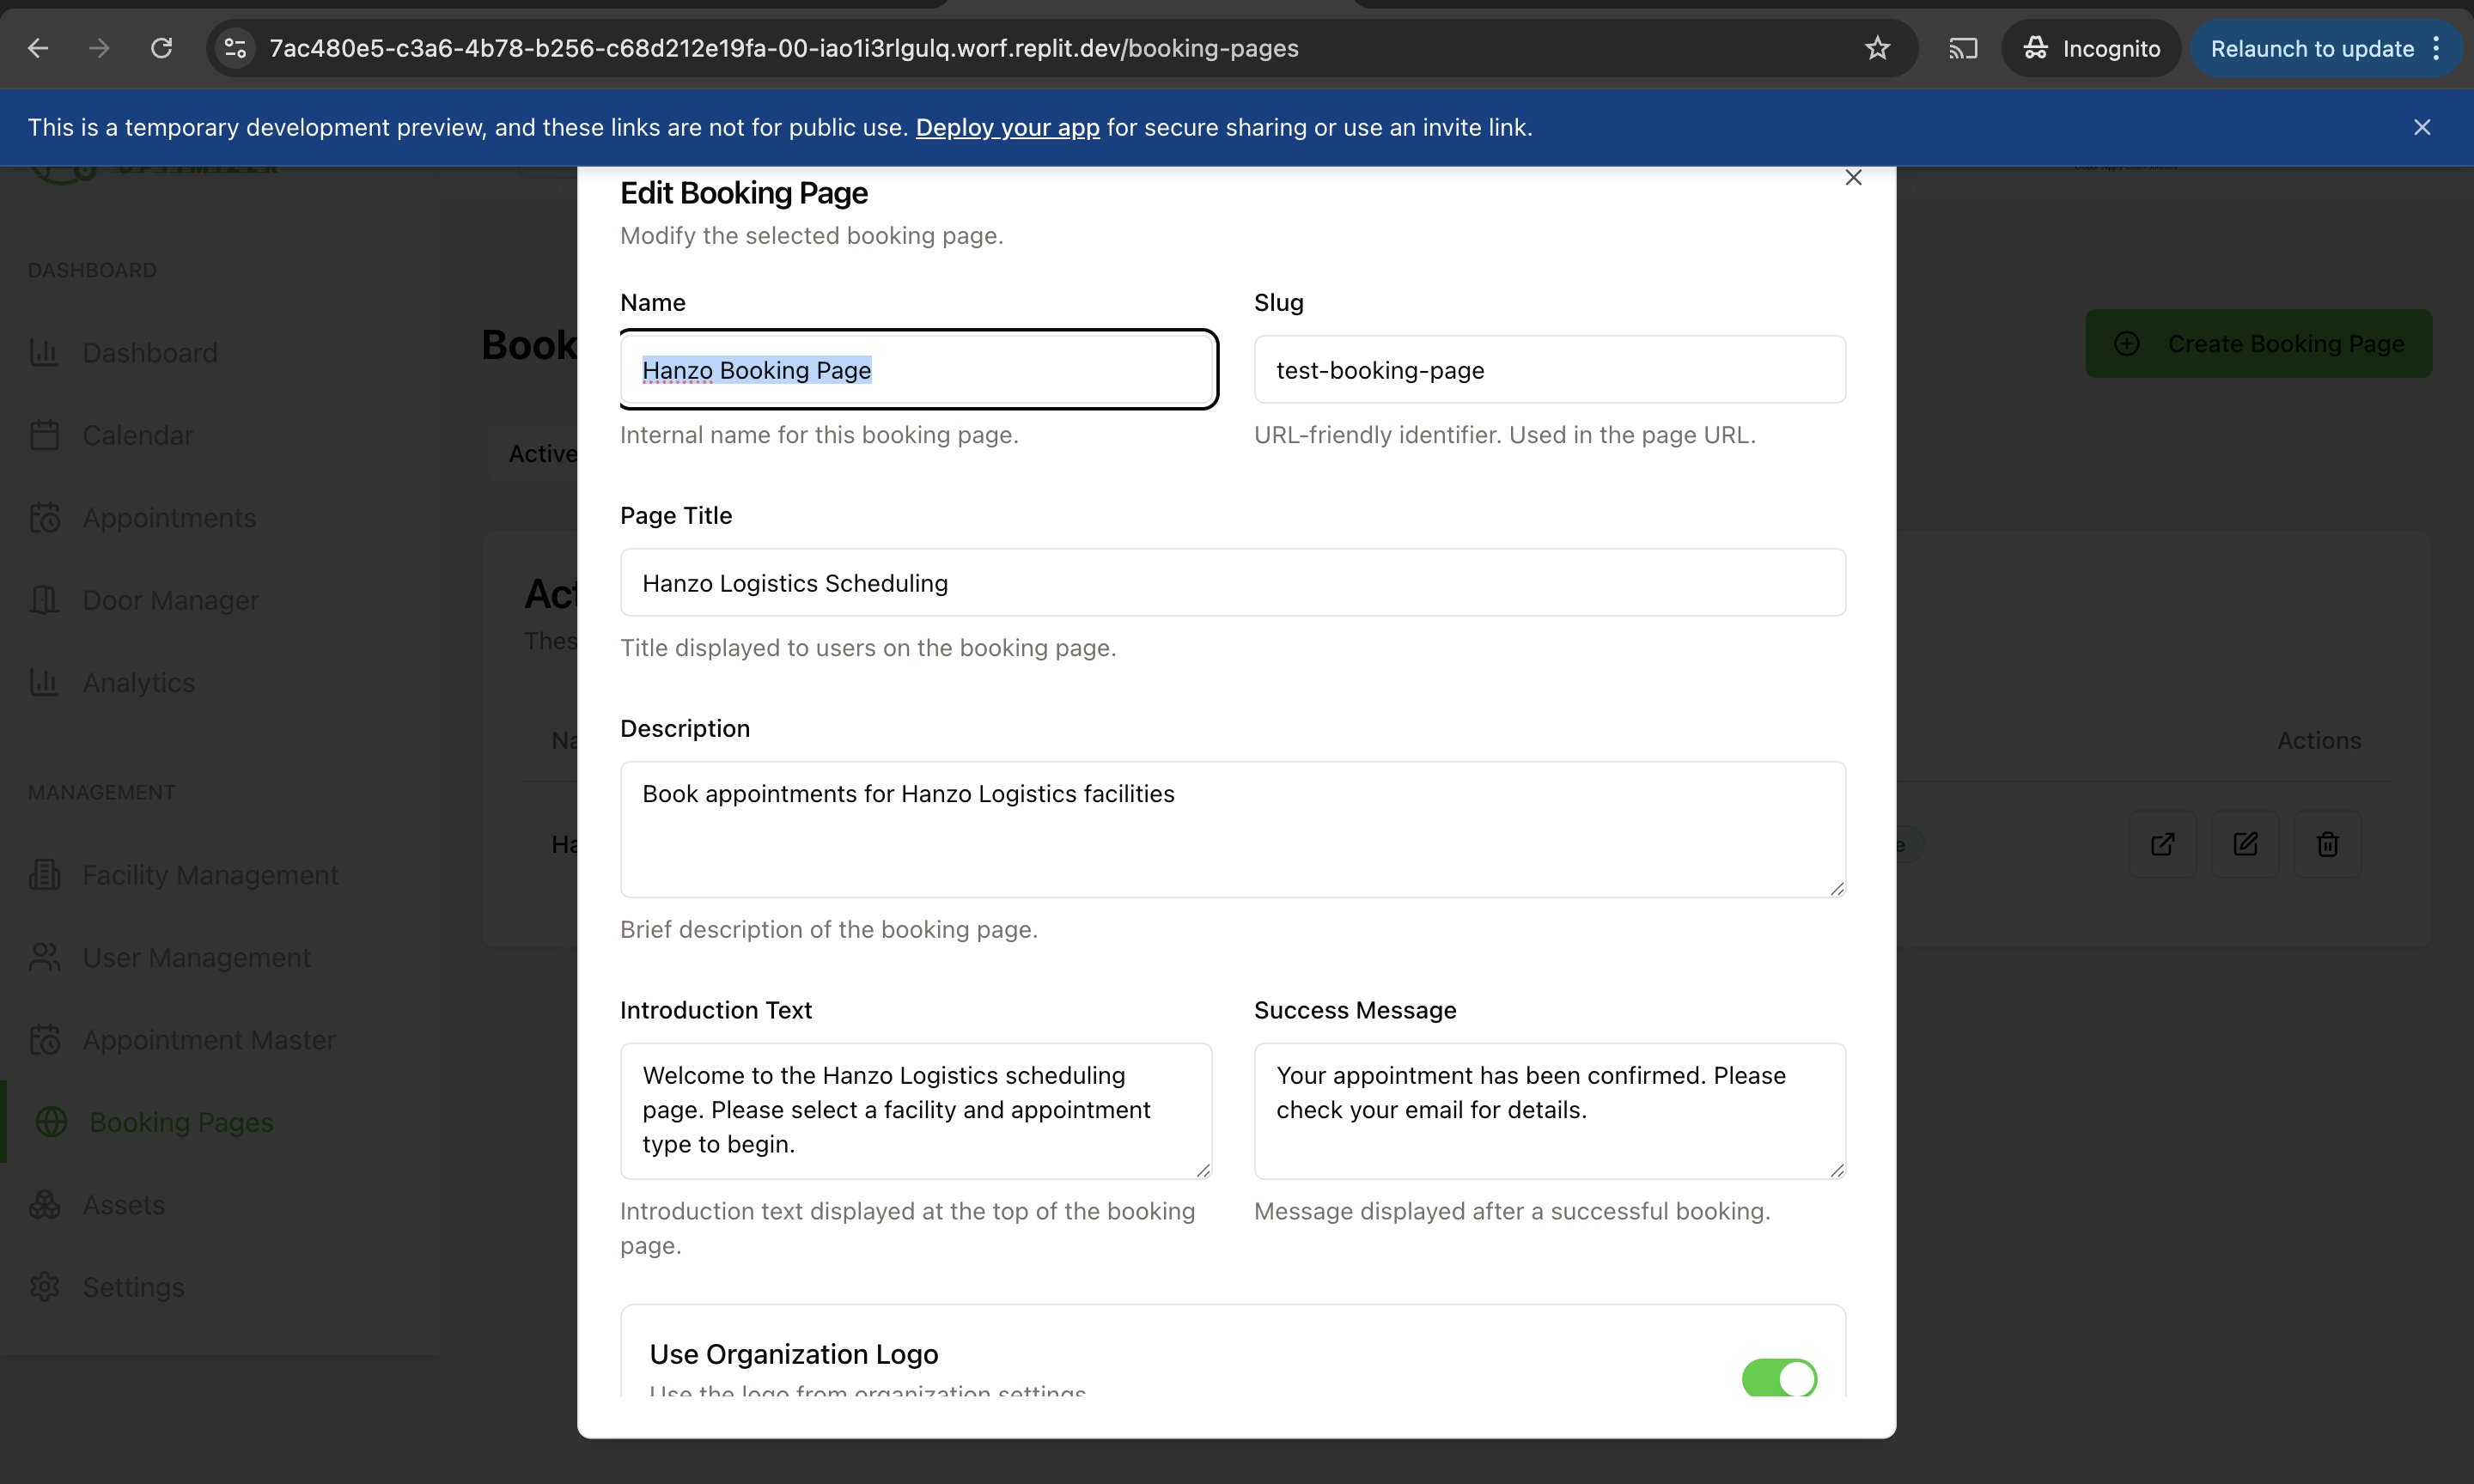 7ac480e5-c3a6-4b78-b256-c68d212e19fa-00-iao1i3rlgulq.worf.replit.dev/booking-pages
Incognito
Relaunch to update
This is a temporary development preview, and these links are not for public use. Deploy your app for secure sharing or use an invite link.
DASHBOARD
Dashboard
Calendar
Appointments
Door Manager
Analytics
MANAGEMENT
Facility Management
User Management
Appointment Master
Booking Pages
Assets
Settings
Book
Create Booking Page
Active
Act
Thes
Na
Actions
Ha
e
Edit Booking Page
Modify the selected booking page.
Name
Hanzo Booking Page
Internal name for this booking page.
Slug
test-booking-page
URL-friendly identifier. Used in the page URL.
Page Title
Hanzo Logistics Scheduling
Title displayed to users on the booking page.
Description
Book appointments for Hanzo Logistics facilities
Brief description of the booking page.
Introduction Text
Welcome to the Hanzo Logistics scheduling
page. Please select a facility and appointment
type to begin.
Introduction text displayed at the top of the booking
page.
Success Message
Your appointment has been confirmed. Please
check your email for details.
Message displayed after a successful booking.
Use Organization Logo
Use the logo from organization settings